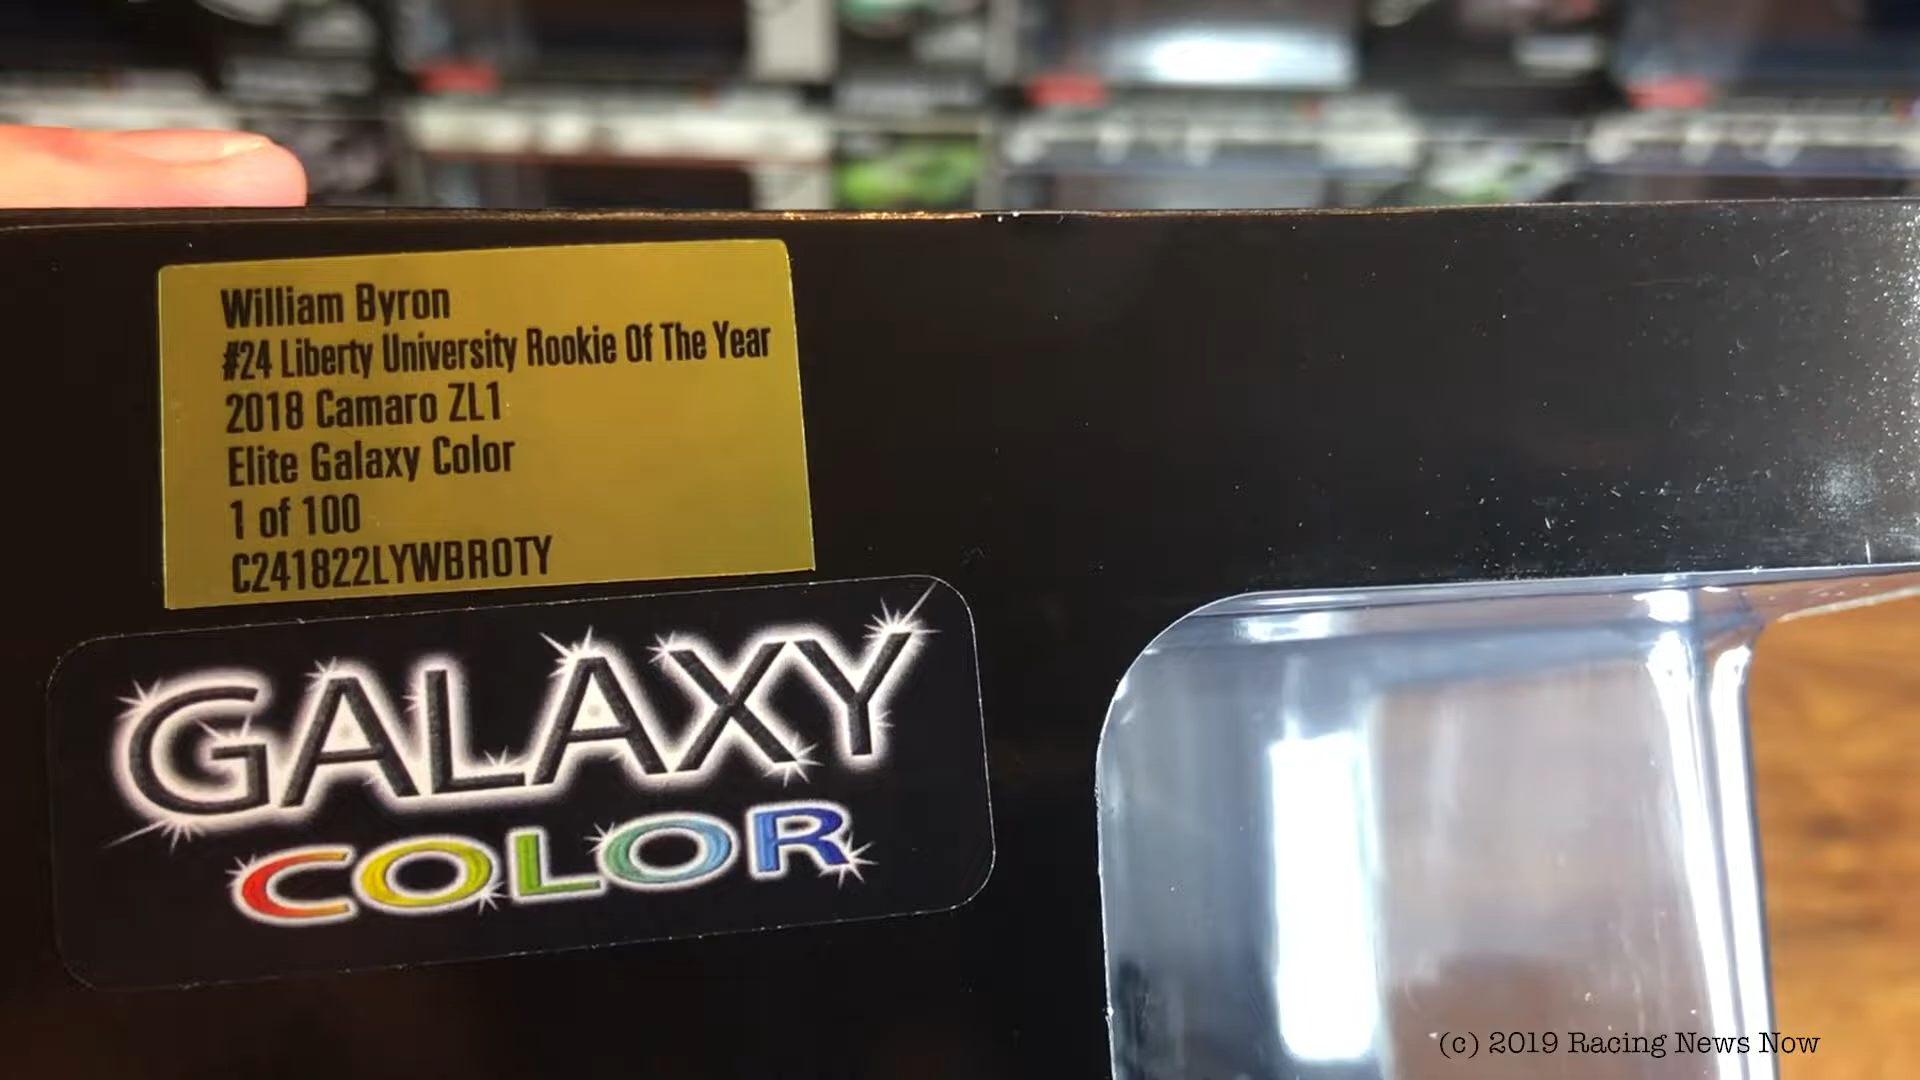 William Byron
#24 Liberty University Rookie Of The Year
2018 Camaro ZL1
Elite Galaxy Color
1 of 100
C241822LYWBROTY
GALAXY
COLOR
(c) 2019 Racing News Now